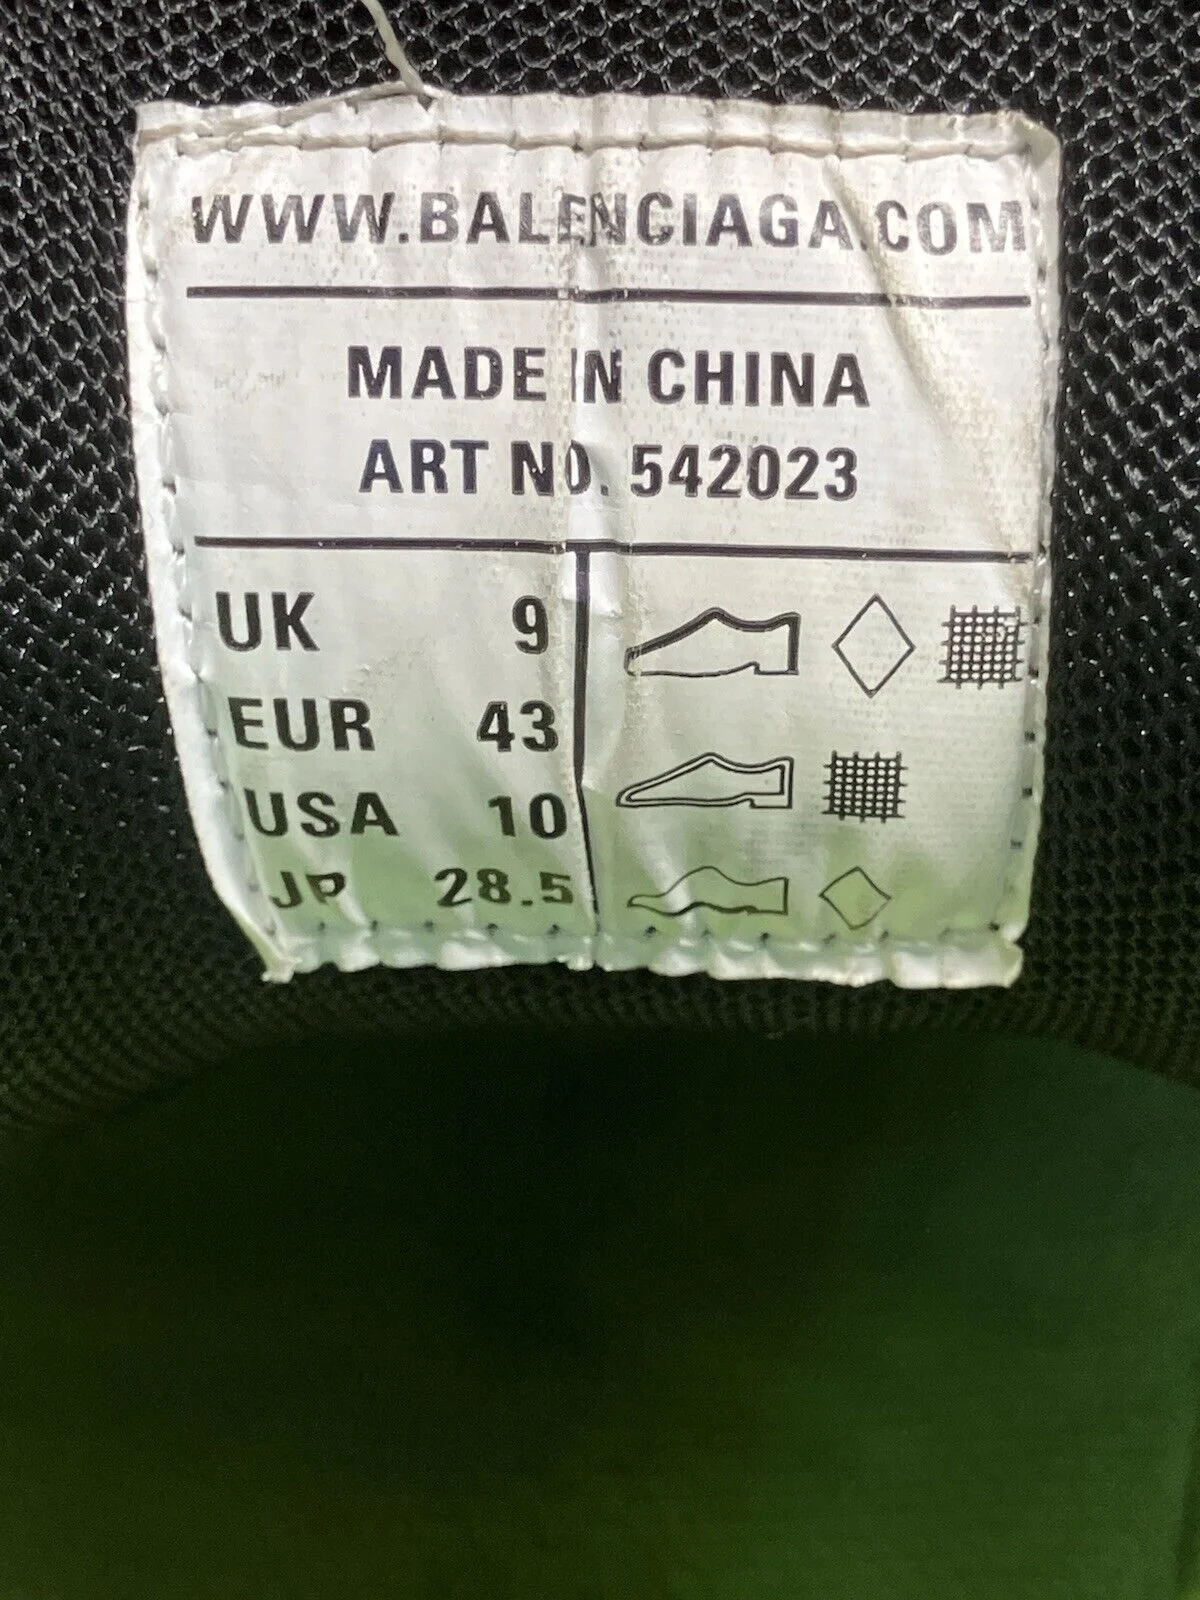 WWW.BALENCIAGA.COM
MADE IN CHINA
ART NO. 542023
UK 9
EUR 43
USA 10
JP 28.5